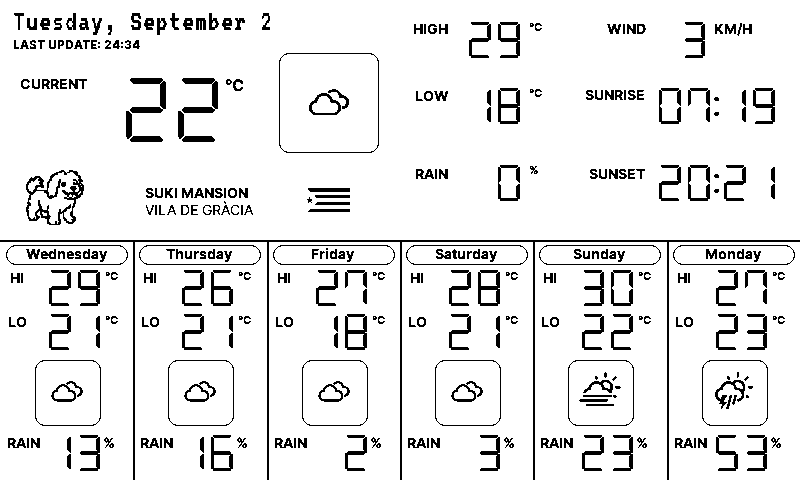 Tuesday, September 2
LAST UPDATE: 24:34
CURRENT 22 °C
SUKI MANSION
VILA DE GRÀCIA
HIGH 29 °C
LOW 18 °C
RAIN 0 %
WIND 3 KM/H
SUNRISE 07:19
SUNSET 20:21
Wednesday
HI 29 °C
LO 21 °C
RAIN 13 %
Thursday
HI 26 °C
LO 21 °C
RAIN 16 %
Friday
HI 27 °C
LO 18 °C
RAIN 2 %
Saturday
HI 28 °C
LO 21 °C
RAIN 3 %
Sunday
HI 30 °C
LO 22 °C
RAIN 23 %
Monday
HI 27 °C
LO 23 °C
RAIN 53 %